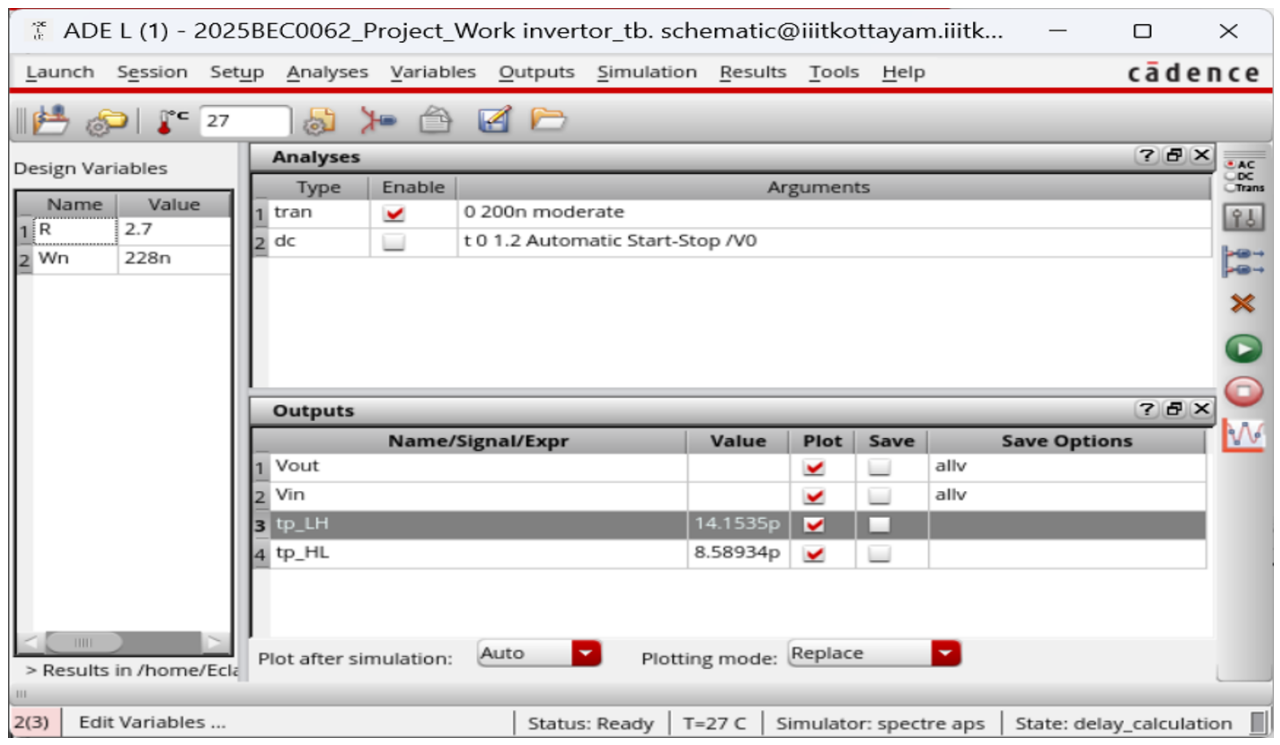 ADE L (1) - 2025BEC0062_Project_Work invertor_tb. schematic@iiitkottayam.iiitk...
Launch Session Setup Analyses Variables Outputs Simulation Results Tools Help cādence
°C 27
Design Variables
Name Value
1 R 2.7
2 Wn 228n
Analyses
Type Enable Arguments
1 tran 0 200n moderate
2 dc t 0 1.2 Automatic Start-Stop /V0
AC
DC
Trans
Outputs
Name/Signal/Expr Value Plot Save Save Options
1 Vout allv
2 Vin allv
3 tp_LH 14.1535p
4 tp_HL 8.58934p
> Results in /home/Ecla
Plot after simulation: Auto Plotting mode: Replace
2(3) Edit Variables ... Status: Ready T=27 C Simulator: spectre aps State: delay_calculation